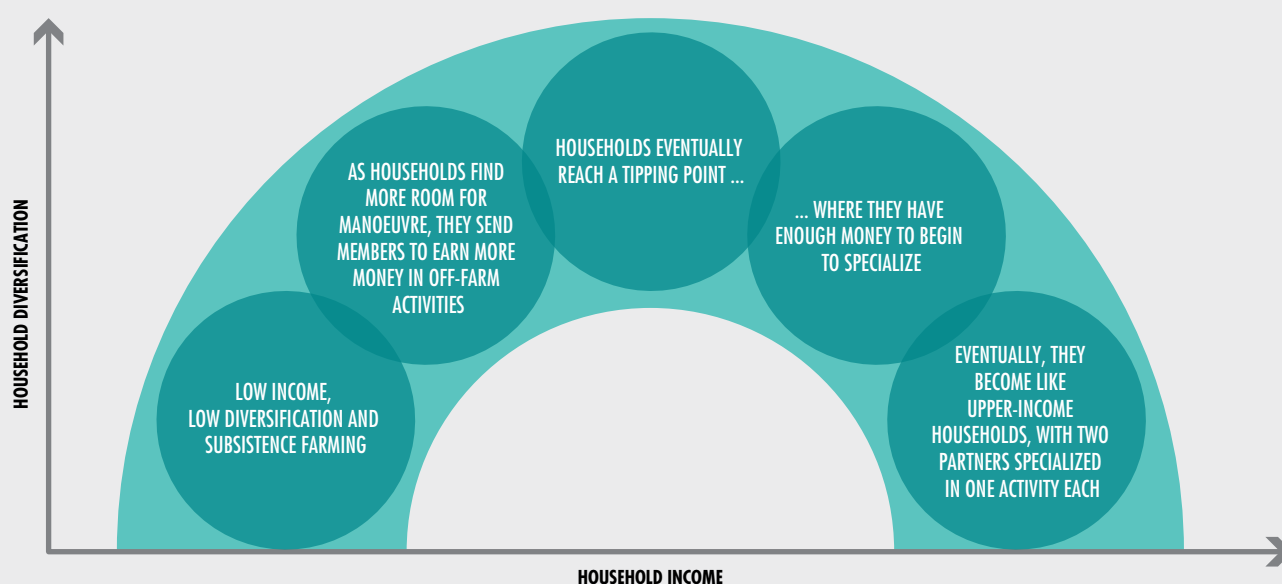 HOUSEHOLD DIVERSIFICATION
LOW INCOME,
LOW DIVERSIFICATION AND
SUBSISTENCE FARMING
AS HOUSEHOLDS FIND
MORE ROOM FOR
MANOEUVRE, THEY SEND
MEMBERS TO EARN MORE
MONEY IN OFF-FARM
ACTIVITIES
HOUSEHOLDS EVENTUALLY
REACH A TIPPING POINT ...
... WHERE THEY HAVE
ENOUGH MONEY TO BEGIN
TO SPECIALIZE
EVENTUALLY, THEY
BECOME LIKE
UPPER-INCOME
HOUSEHOLDS, WITH TWO
PARTNERS SPECIALIZED
IN ONE ACTIVITY EACH
HOUSEHOLD INCOME